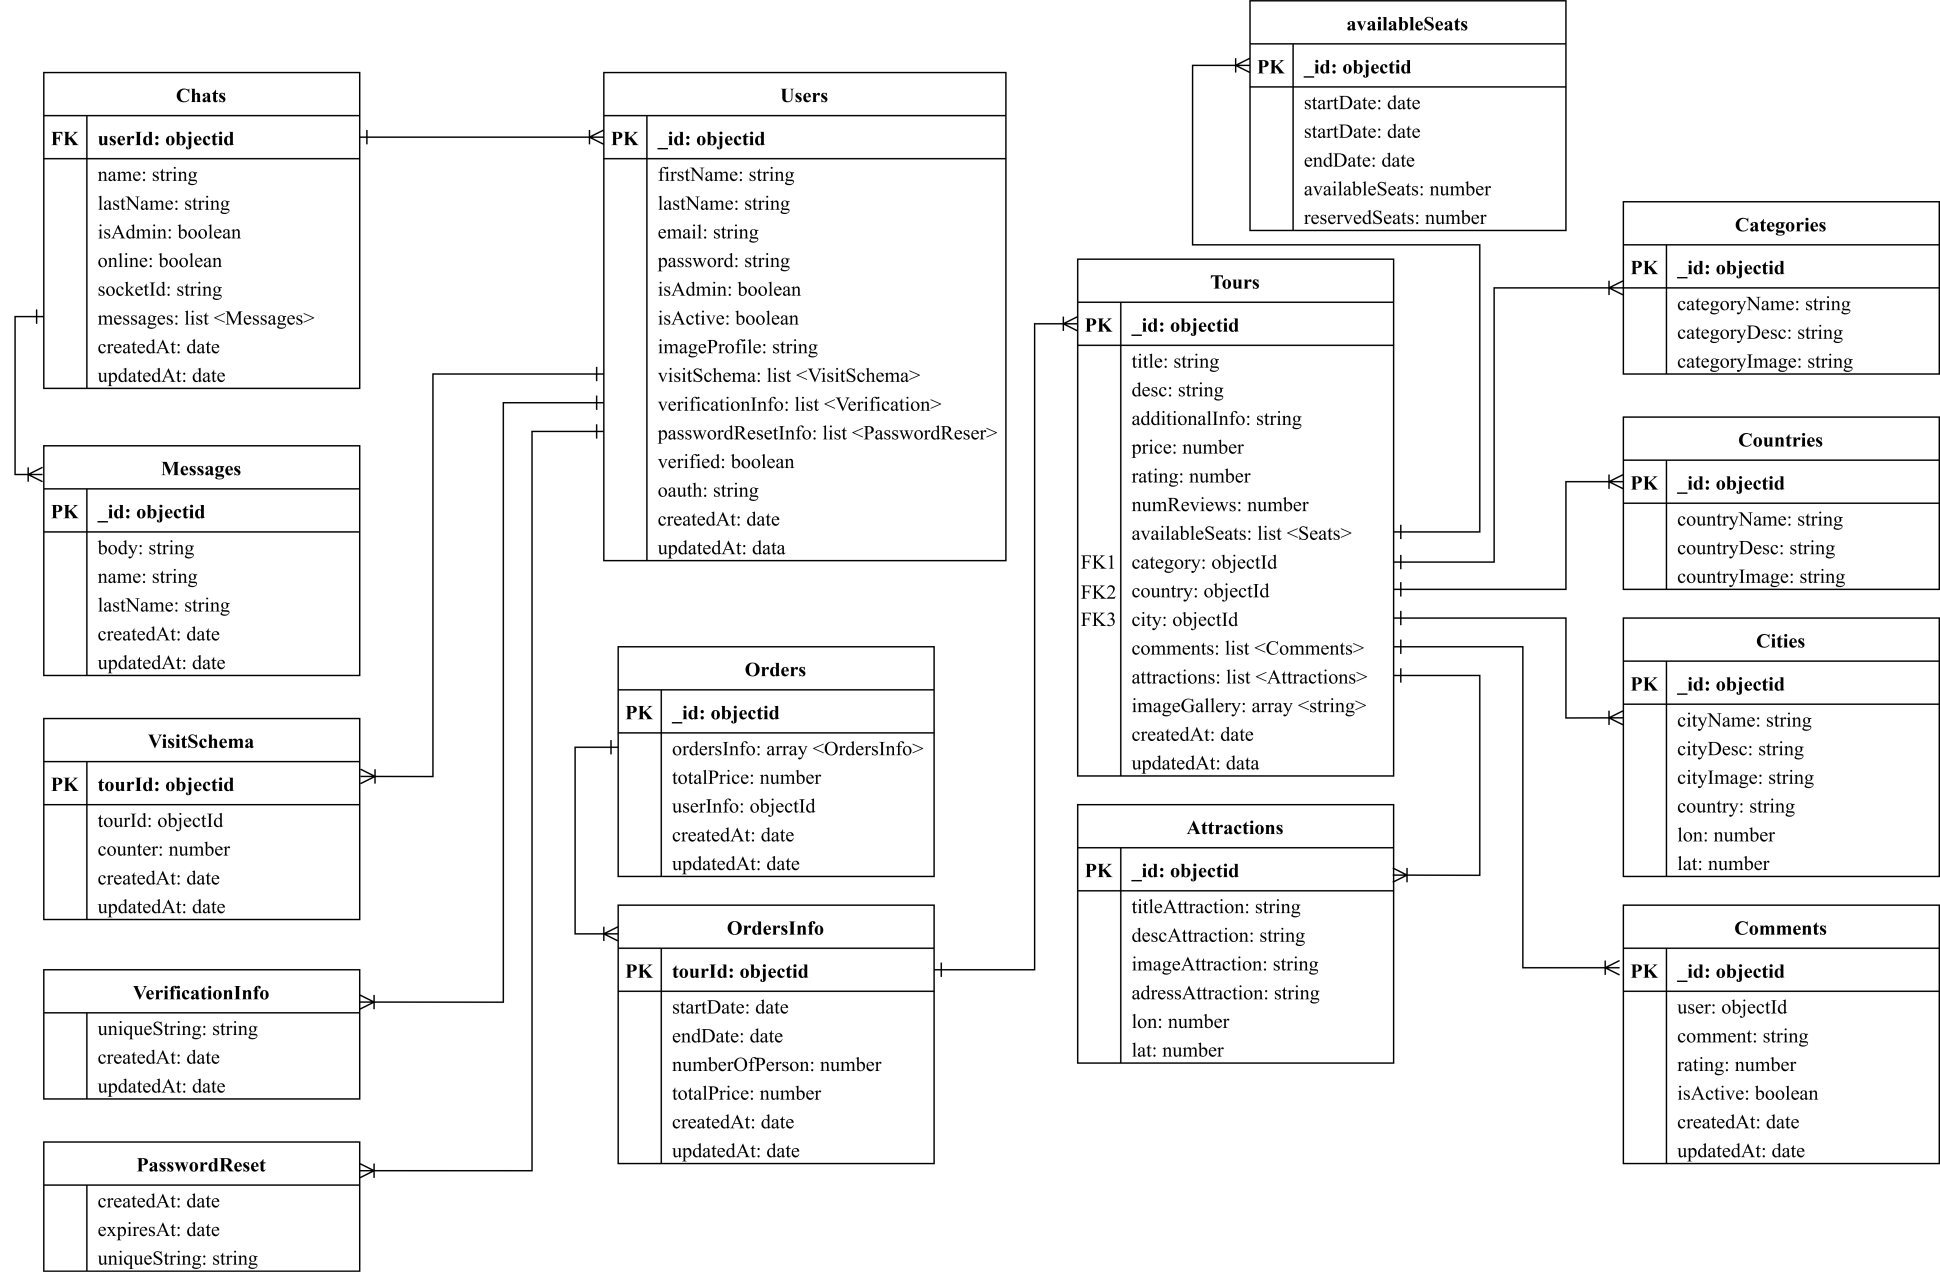 availableSeats
PK _id: objectid
startDate: date
startDate: date
endDate: date
availableSeats: number
reservedSeats: number
Chats
FK userId: objectid
name: string
lastName: string
isAdmin: boolean
online: boolean
socketId: string
messages: list <Messages>
createdAt: date
updatedAt: date
Users
PK _id: objectid
firstName: string
lastName: string
email: string
password: string
isAdmin: boolean
isActive: boolean
imageProfile: string
visitSchema: list <VisitSchema>
verificationInfo: list <Verification>
passwordResetInfo: list <PasswordReser>
verified: boolean
oauth: string
createdAt: date
updatedAt: data
Categories
PK _id: objectid
categoryName: string
categoryDesc: string
categoryImage: string
Tours
PK _id: objectid
title: string
desc: string
additionalInfo: string
price: number
rating: number
numReviews: number
availableSeats: list <Seats>
FK1 category: objectId
FK2 country: objectId
FK3 city: objectId
comments: list <Comments>
attractions: list <Attractions>
imageGallery: array <string>
createdAt: date
updatedAt: data
Countries
PK _id: objectid
countryName: string
countryDesc: string
countryImage: string
Messages
PK _id: objectid
body: string
name: string
lastName: string
createdAt: date
updatedAt: date
Cities
PK _id: objectid
cityName: string
cityDesc: string
cityImage: string
country: string
lon: number
lat: number
Orders
PK _id: objectid
ordersInfo: array <OrdersInfo>
totalPrice: number
userInfo: objectId
createdAt: date
updatedAt: date
VisitSchema
PK tourId: objectid
tourId: objectId
counter: number
createdAt: date
updatedAt: date
Attractions
PK _id: objectid
titleAttraction: string
descAttraction: string
imageAttraction: string
adressAttraction: string
lon: number
lat: number
OrdersInfo
PK tourId: objectid
startDate: date
endDate: date
numberOfPerson: number
totalPrice: number
createdAt: date
updatedAt: date
Comments
PK _id: objectid
user: objectId
comment: string
rating: number
isActive: boolean
createdAt: date
updatedAt: date
VerificationInfo
uniqueString: string
createdAt: date
updatedAt: date
PasswordReset
createdAt: date
expiresAt: date
uniqueString: string